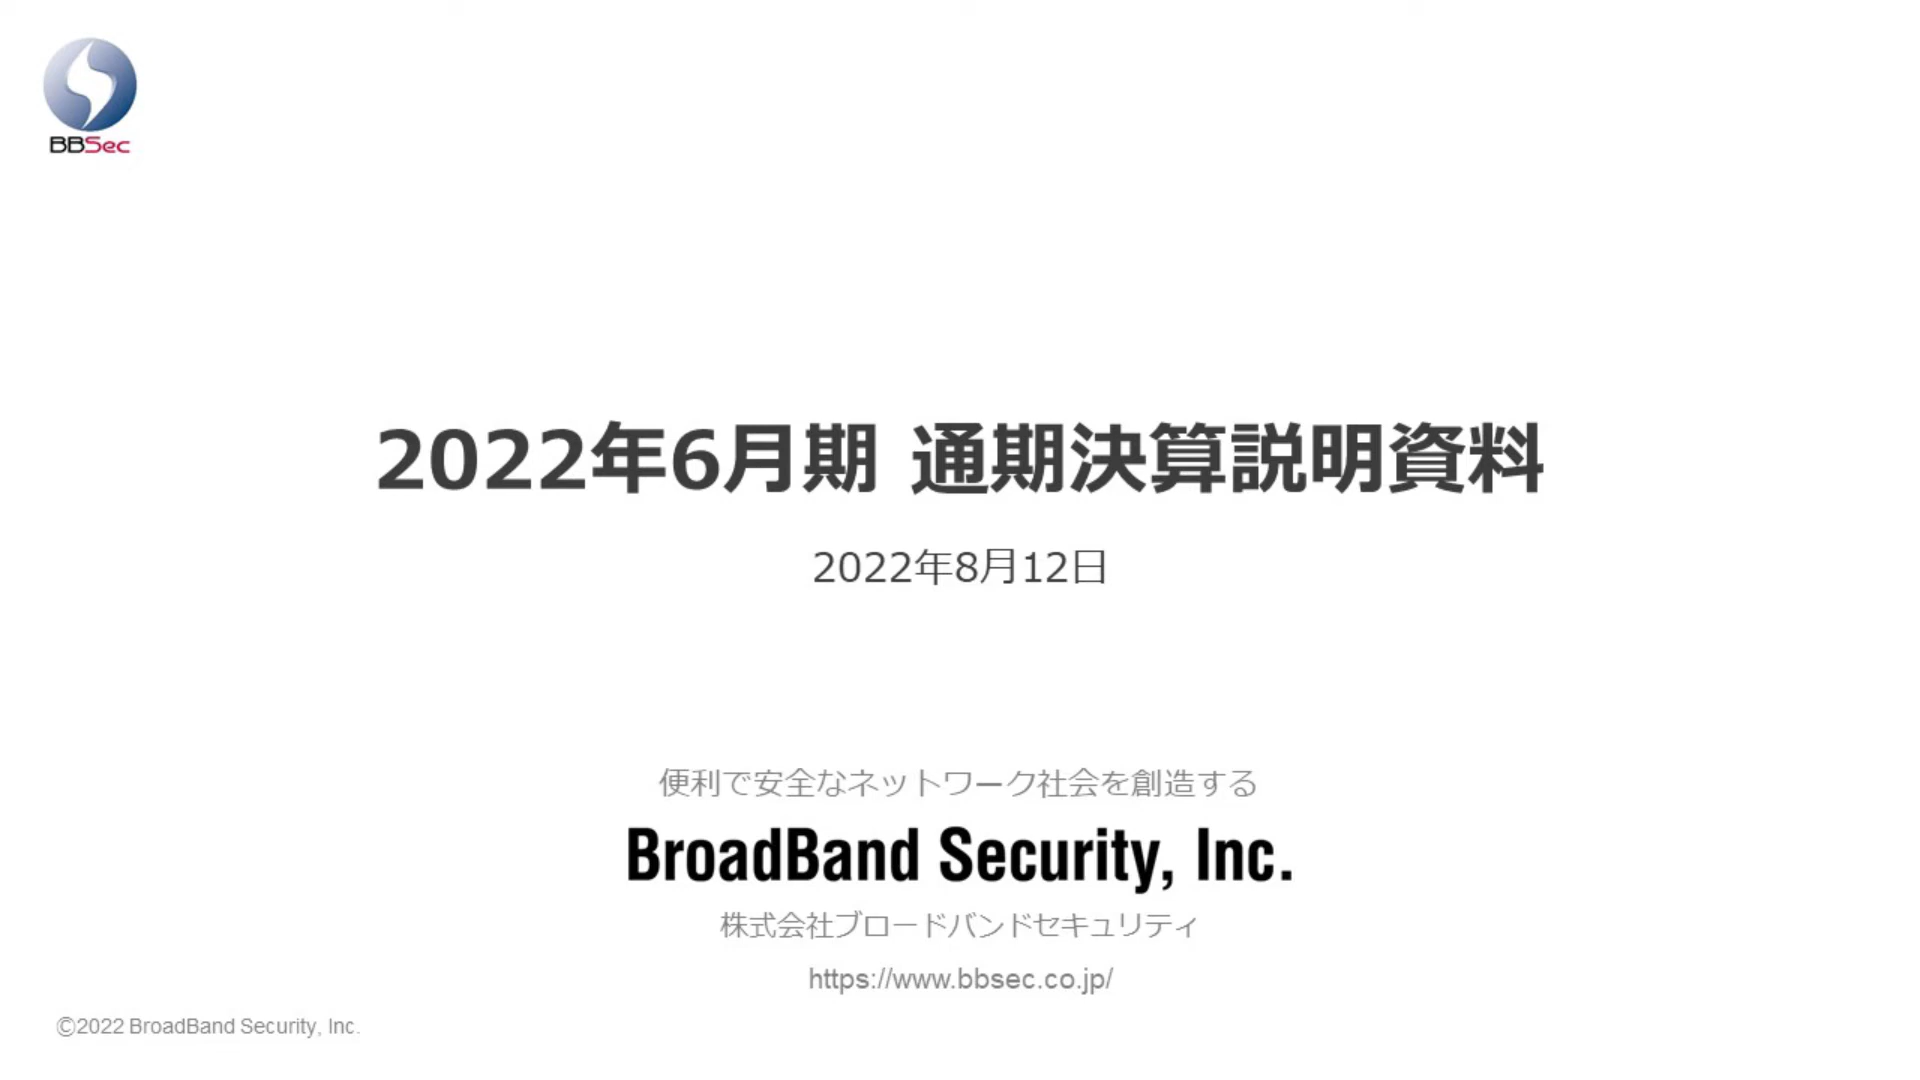 BBSec
2022年6月期 通期決算説明資料
2022年8月12日
便利で安全なネットワーク社会を創造する
BroadBand Security, Inc.
株式会社ブロードバンドセキュリティ
https://www.bbsec.co.jp/
©2022 BroadBand Security, Inc.